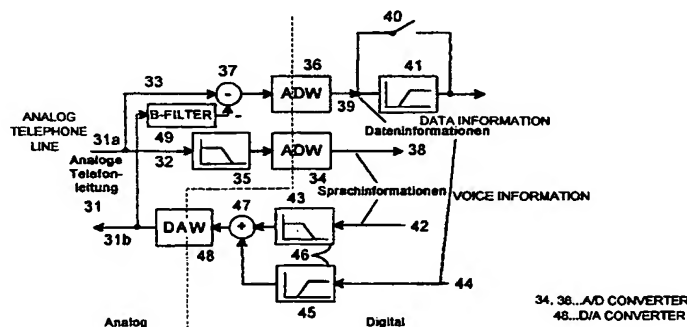 40
33
37
36
41
-
ADW
39
ANALOG
TELEPHONE
LINE
B-FILTER
-
DATA INFORMATION
Dateninformationen
31a
49
ADW
38
Analoge
Telefon-
leitung
32
35
34
Sprachinformationen
VOICE INFORMATION
31
47
43
DAW
+
42
31b
48
46
44
45
Analog
Digital
34, 36...A/D CONVERTER
48...D/A CONVERTER